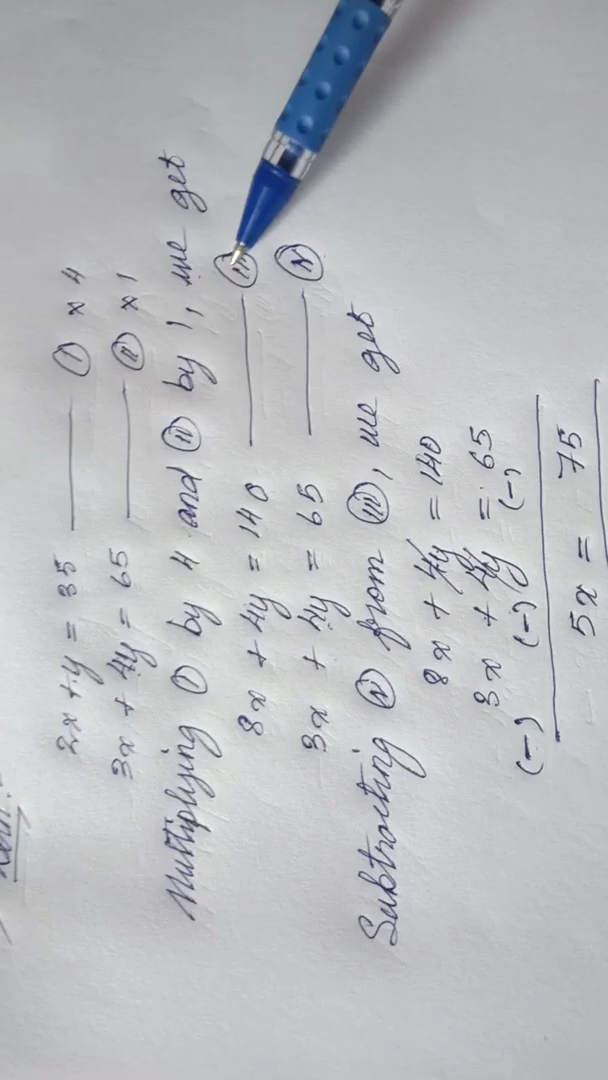 2x + y = 35 ——— (I) × 4
3x + 4y = 65 ——— (II) × 1
Multiplying (I) by 4 and (II) by 1, we get
8x + 4y = 140 ——— (III)
3x + 4y = 65 ——— (IV)
Subtracting (IV) from (III), we get
8x + 4y = 140
3x + 4y = 65
(-) (-) (-)
5x = 75